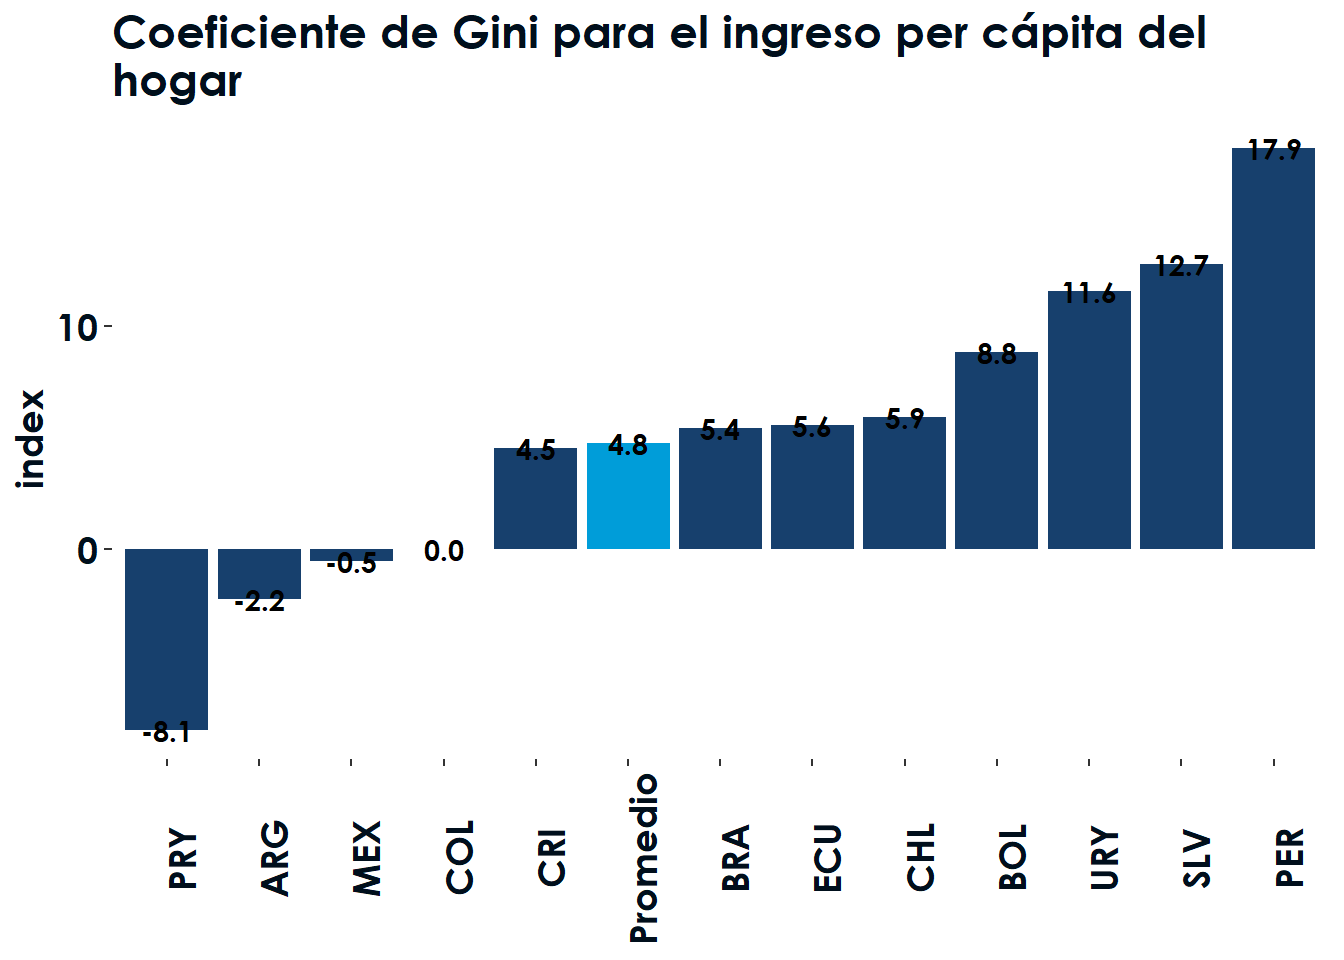 Coeficiente de Gini para el ingreso per cápita del
hogar
index
10
0
-8.1
-2.2
-0.5
0.0
4.5
4.8
5.4
5.6
5.9
8.8
11.6
12.7
17.9
PRY
ARG
MEX
COL
CRI
Promedio
BRA
ECU
CHL
BOL
URY
SLV
PER